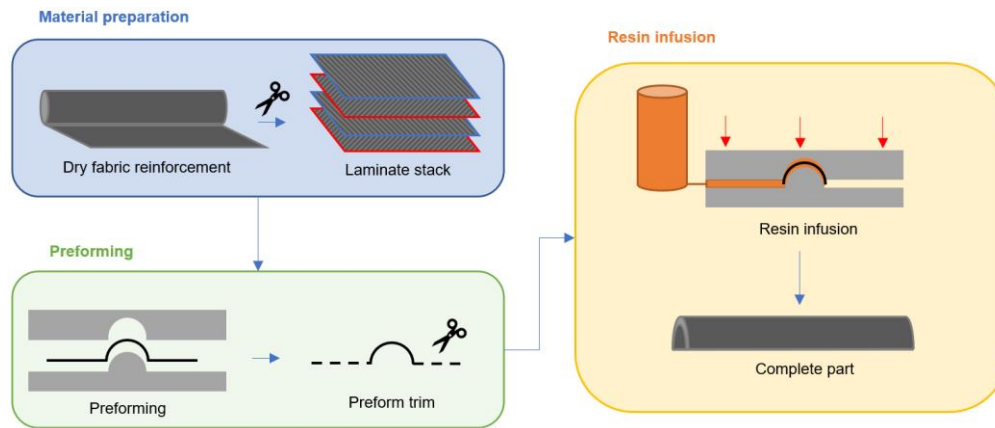 Material preparation
Dry fabric reinforcement
Laminate stack
Preforming
Preforming
Preform trim
Resin infusion
Resin infusion
Complete part